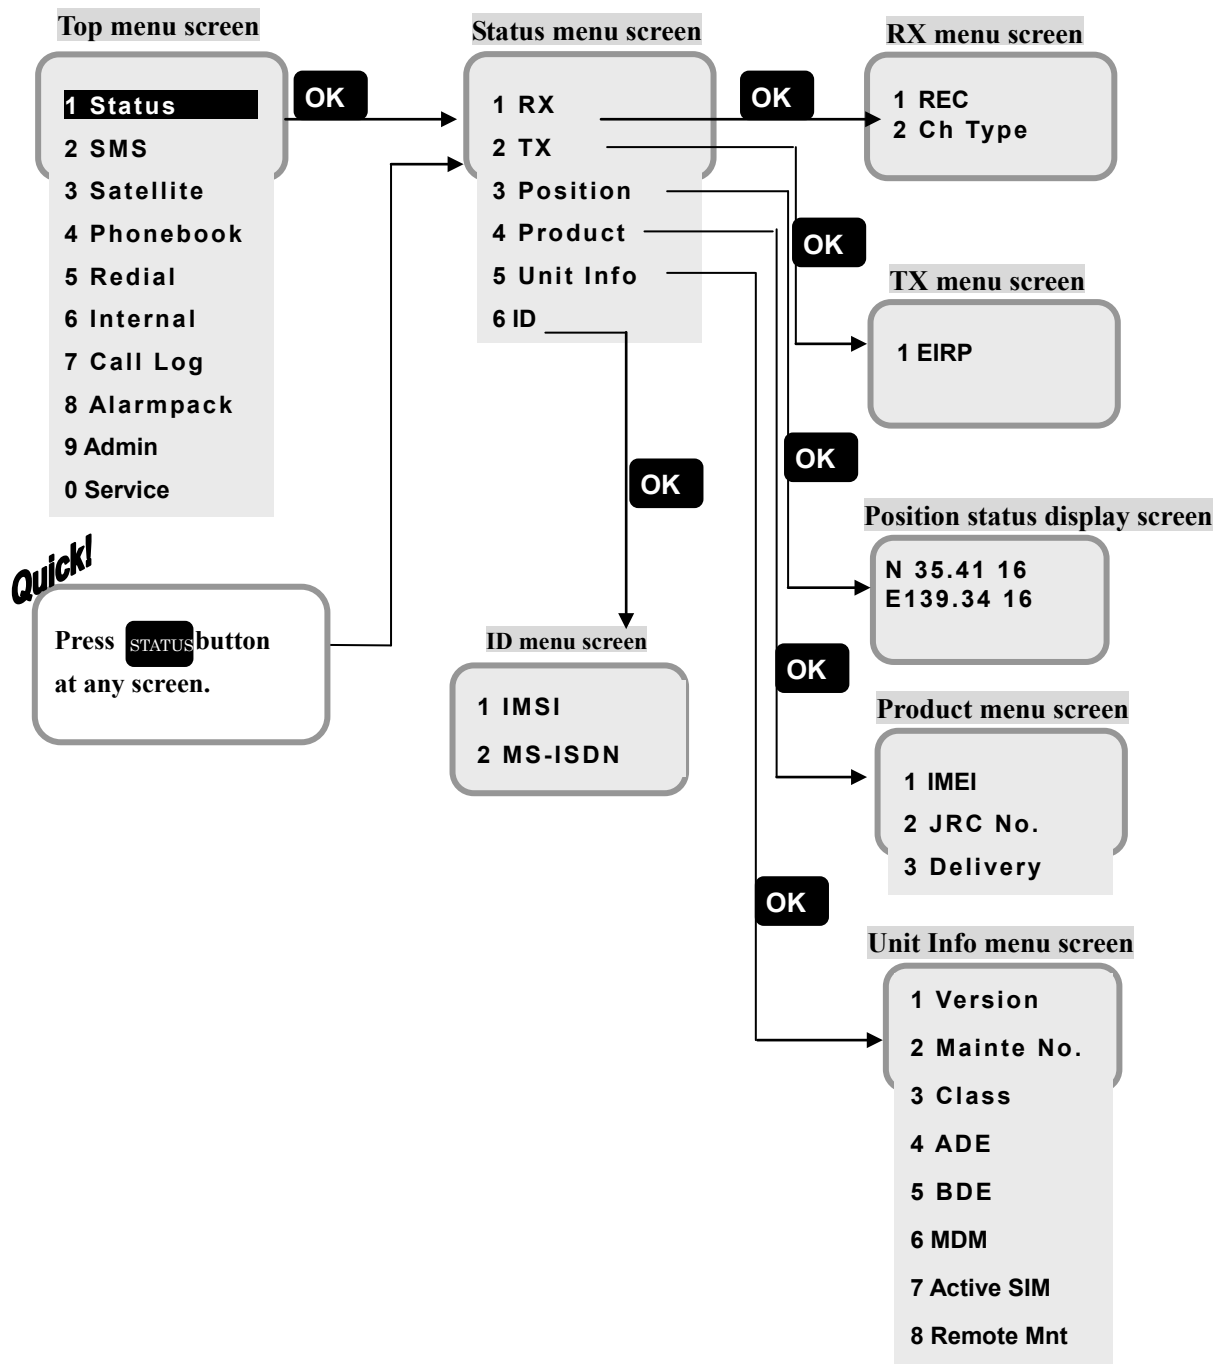 Top menu screen
1 Status
2 SMS
3 Satellite
4 Phonebook
5 Redial
6 Internal
7 Call Log
8 Alarmpack
9 Admin
0 Service
OK
Quick!
Press STATUS button
at any screen.
Status menu screen
1 RX
2 TX
3 Position
4 Product
5 Unit Info
6 ID
OK
ID menu screen
1 IMSI
2 MS-ISDN
OK
RX menu screen
1 REC
2 Ch Type
OK
TX menu screen
1 EIRP
OK
Position status display screen
N 35.41 16
E139.34 16
OK
Product menu screen
1 IMEI
2 JRC No.
3 Delivery
OK
Unit Info menu screen
1 Version
2 Mainte No.
3 Class
4 ADE
5 BDE
6 MDM
7 Active SIM
8 Remote Mnt